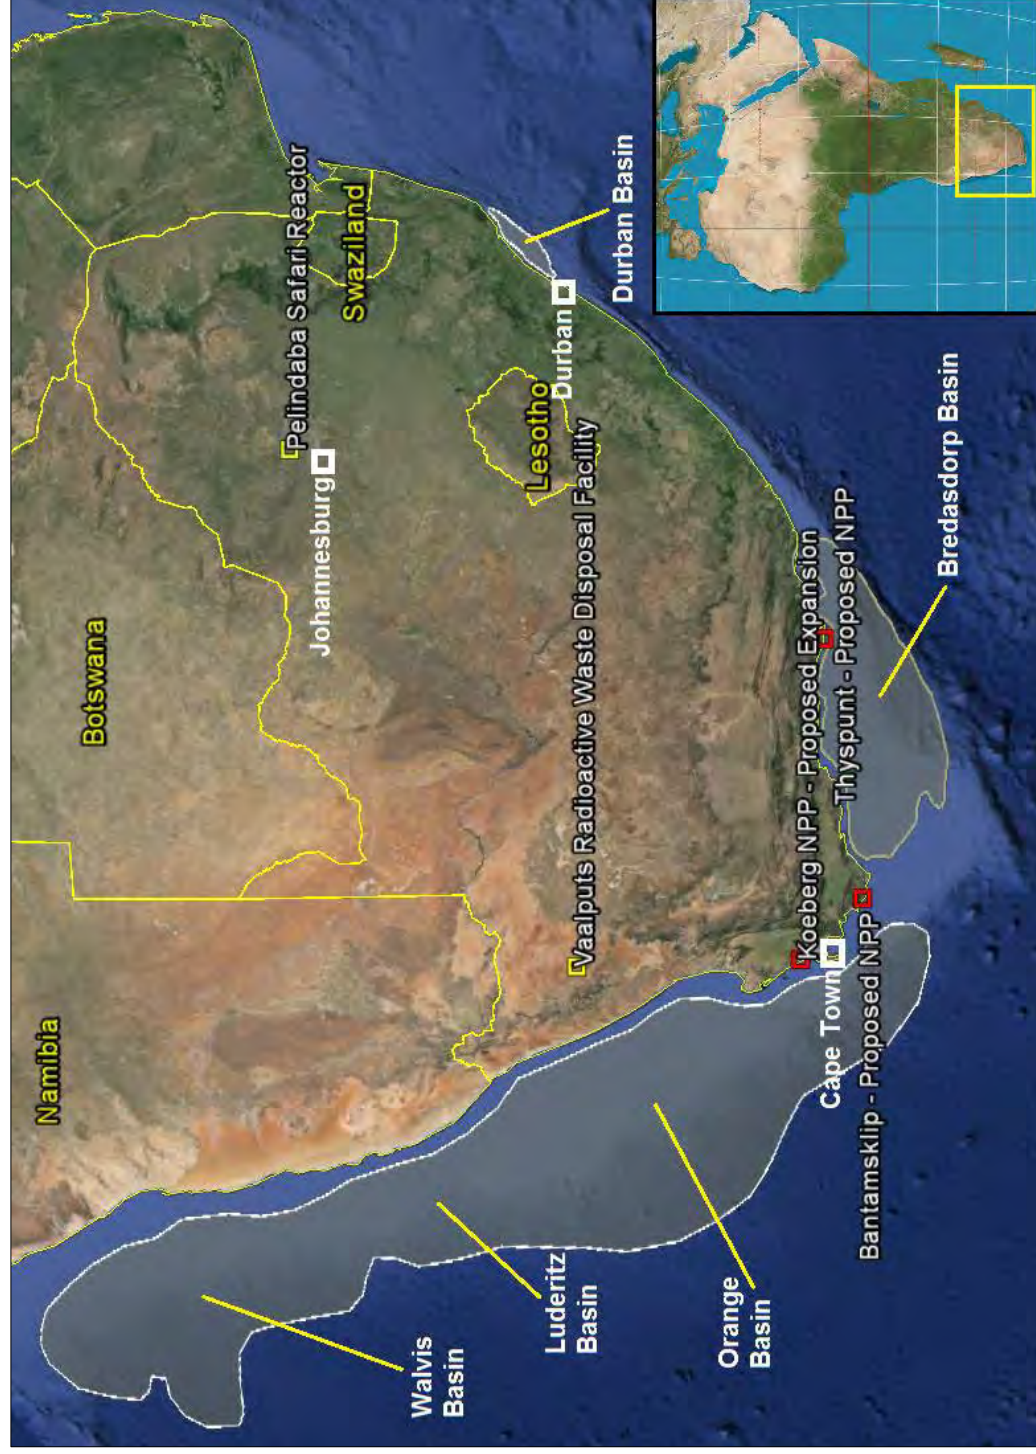 Namibia
Botswana
Pelindaba Safari Reactor
Johannesburg
Swaziland
Walvis
Basin
Lesotho
Luderitz
Basin
Durban
Vaalputs Radioactive Waste Disposal Facility
Durban Basin
Orange
Basin
Koeberg NPP - Proposed Expansion
Cape Town
Thyspunt - Proposed NPP
Bantamsklip - Proposed NPP
Bredasdorp Basin